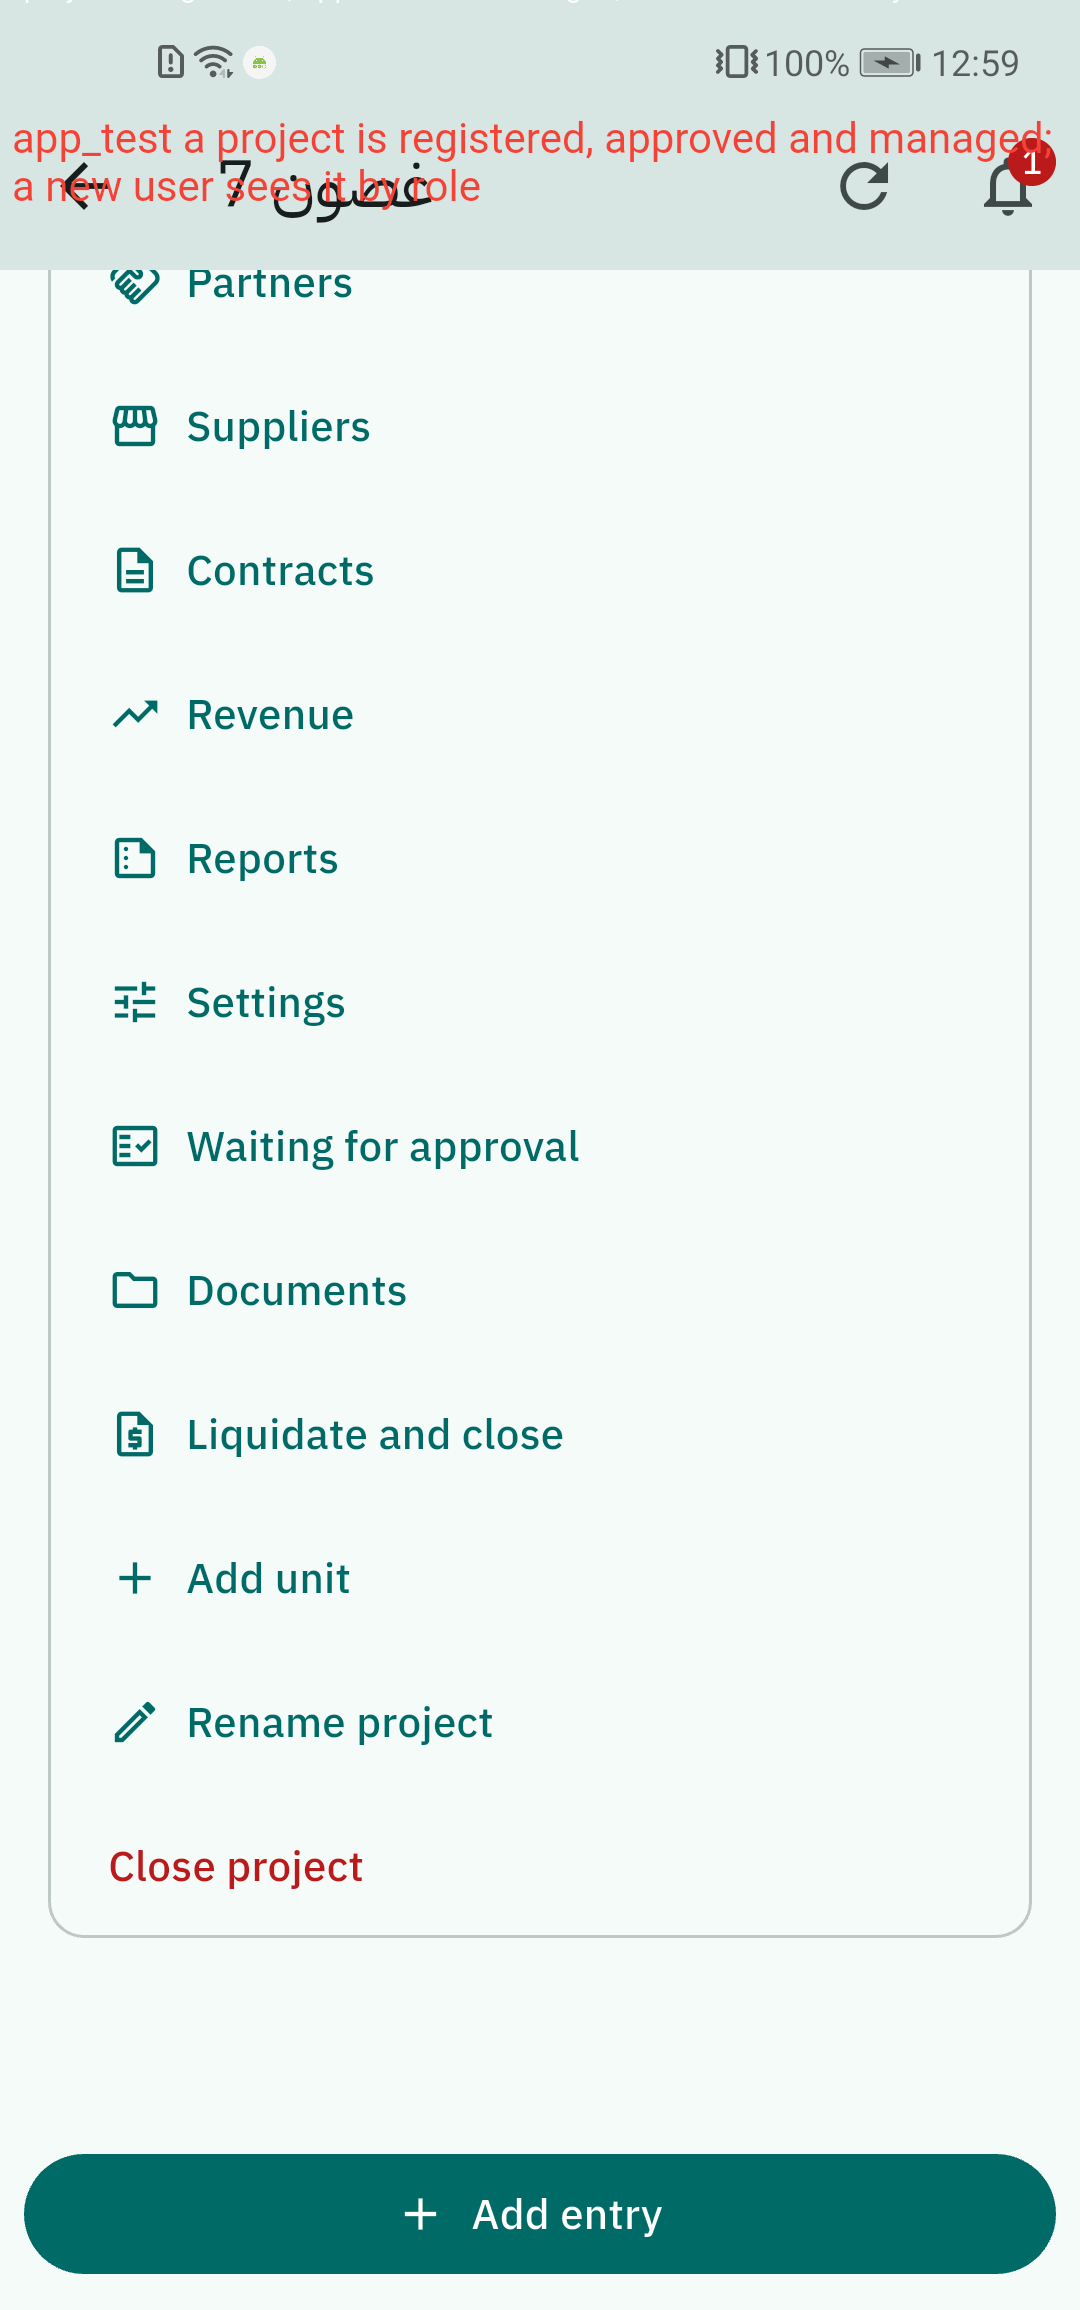 100% 12:59
app_test a project is registered, approved and managed;
a new user sees it by role
غصون 7
1
Partners
Suppliers
Contracts
Revenue
Reports
Settings
Waiting for approval
Documents
Liquidate and close
Add unit
Rename project
Close project
Add entry